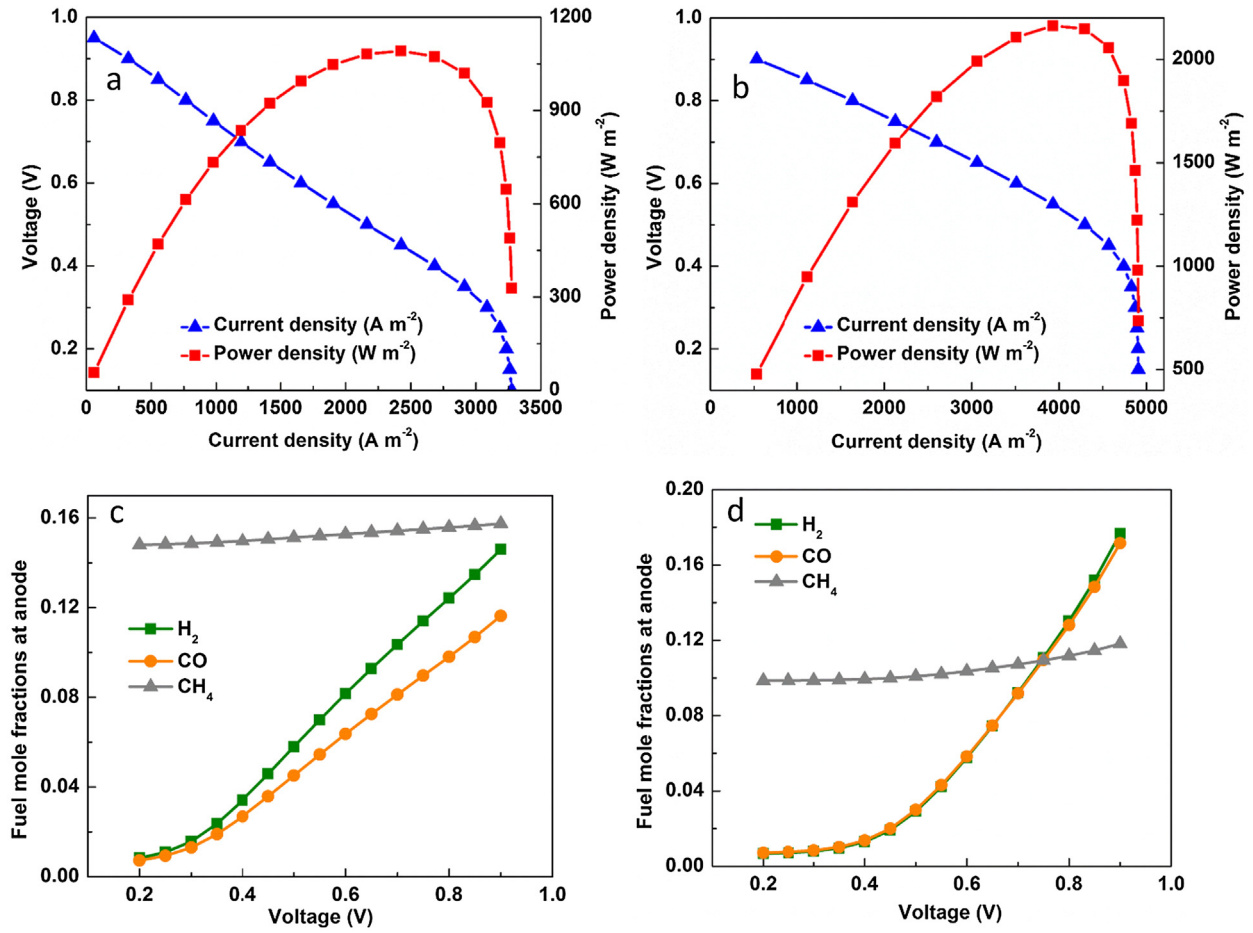 a
1.0
0.8
0.6
0.4
0.2
Voltage (V)
1200
900
600
300
0
Power density (W m⁻²)
Current density (A m⁻²)
Power density (W m⁻²)
0 500 1000 1500 2000 2500 3000 3500
Current density (A m⁻²)
b
1.0
0.8
0.6
0.4
0.2
Voltage (V)
2000
1500
1000
500
Power density (W m⁻²)
Current density (A m⁻²)
Power density (W m⁻²)
0 1000 2000 3000 4000 5000
Current density (A m⁻²)
c
0.16
0.12
0.08
0.04
0.00
Fuel mole fractions at anode
H₂
CO
CH₄
0.2 0.4 0.6 0.8 1.0
Voltage (V)
d
0.20
0.16
0.12
0.08
0.04
0.00
Fuel mole fractions at anode
H₂
CO
CH₄
0.2 0.4 0.6 0.8 1.0
Voltage (V)